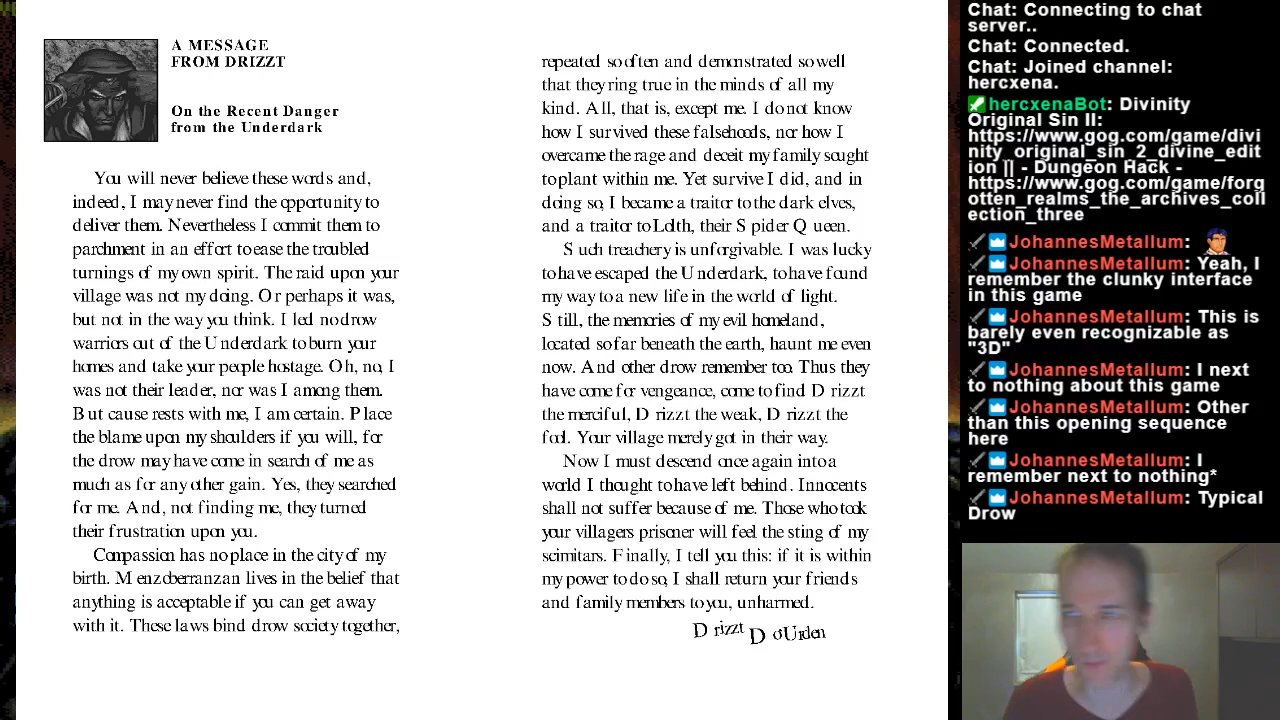 A MESSAGE
FROM DRIZZT
On the Recent Danger
from the Underdark
You will never believe these words and,
indeed, I may never find the opportunity to
deliver them. Nevertheless I commit them to
parchment in an effort to ease the troubled
turnings of my own spirit. The raid upon your
village was not my doing. Or perhaps it was,
but not in the way you think. I led no drow
warriors out of the Underdark to burn your
homes and take your people hostage. Oh, no, I
was not their leader, nor was I among them.
But cause rests with me, I am certain. Place
the blame upon my shoulders if you will, for
the drow may have come in search of me as
much as for any other gain. Yes, they searched
for me. And, not finding me, they turned
their frustration upon you.
Compassion has no place in the city of my
birth. Menzoberranzan lives in the belief that
anything is acceptable if you can get away
with it. These laws bind drow society together,
repeated so often and demonstrated so well
that they ring true in the minds of all my
kind. All, that is, except me. I do not know
how I survived these falsehoods, nor how I
overcame the rage and deceit my family sought
to plant within me. Yet survive I did, and in
doing so, I became a traitor to the dark elves,
and a traitor to Lolth, their Spider Queen.
Such treachery is unforgivable. I was lucky
to have escaped the Underdark, to have found
my way to a new life in the world of light.
Still, the memories of my evil homeland,
located so far beneath the earth, haunt me even
now. And other drow remember too. Thus they
have come for vengeance, come to find Drizzt
the merciful, Drizzt the weak, Drizzt the
fool. Your village merely got in their way.
Now I must descend once again into a
world I thought to have left behind. Innocents
shall not suffer because of me. Those who took
your villagers prisoner will feel the sting of my
scimitars. Finally, I tell you this: if it is within
my power to do so, I shall return your friends
and family members to you, unharmed.
Drizzt DoUrden
Chat: Connecting to chat
server..
Chat: Connected.
Chat: Joined channel:
hercxena.
hercxenaBot: Divinity
Original Sin II:
https://www.gog.com/game/divi
nity_original_sin_2_divine_edit
ion || - Dungeon Hack -
https://www.gog.com/game/forg
otten_realms_the_archives_coll
ection_three
JohannesMetallum:
JohannesMetallum: Yeah, I
remember the clunky interface
in this game
JohannesMetallum: This is
barely even recognizable as
"3D"
JohannesMetallum: I next
to nothing about this game
JohannesMetallum: Other
than this opening sequence
here
JohannesMetallum: I
remember next to nothing*
JohannesMetallum: Typical
Drow